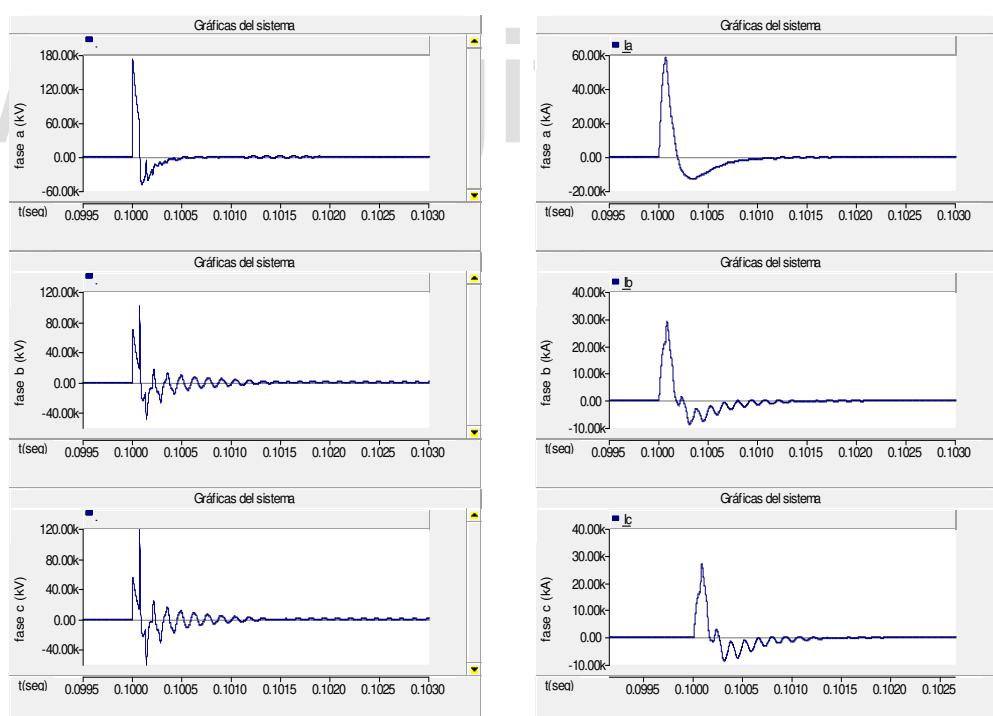 Gráficas del sistema
.
180.00k
120.00k
60.00k
0.00
-60.00k
fase a (kV)
t(seg) 0.0995 0.1000 0.1005 0.1010 0.1015 0.1020 0.1025 0.1030
Gráficas del sistema
Ia
60.00k
40.00k
20.00k
0.00
-20.00k
fase a (kA)
t(seg) 0.0995 0.1000 0.1005 0.1010 0.1015 0.1020 0.1025 0.1030
Gráficas del sistema
.
120.00k
80.00k
40.00k
0.00
-40.00k
fase b (kV)
t(seg) 0.0995 0.1000 0.1005 0.1010 0.1015 0.1020 0.1025 0.1030
Gráficas del sistema
Ib
40.00k
30.00k
20.00k
10.00k
0.00
-10.00k
fase b (kA)
t(seg) 0.0995 0.1000 0.1005 0.1010 0.1015 0.1020 0.1025 0.1030
Gráficas del sistema
.
120.00k
80.00k
40.00k
0.00
-40.00k
fase c (kV)
t(seg) 0.0995 0.1000 0.1005 0.1010 0.1015 0.1020 0.1025 0.1030
Gráficas del sistema
Ic
40.00k
30.00k
20.00k
10.00k
0.00
-10.00k
fase c (kA)
t(seg) 0.0995 0.1000 0.1005 0.1010 0.1015 0.1020 0.1025